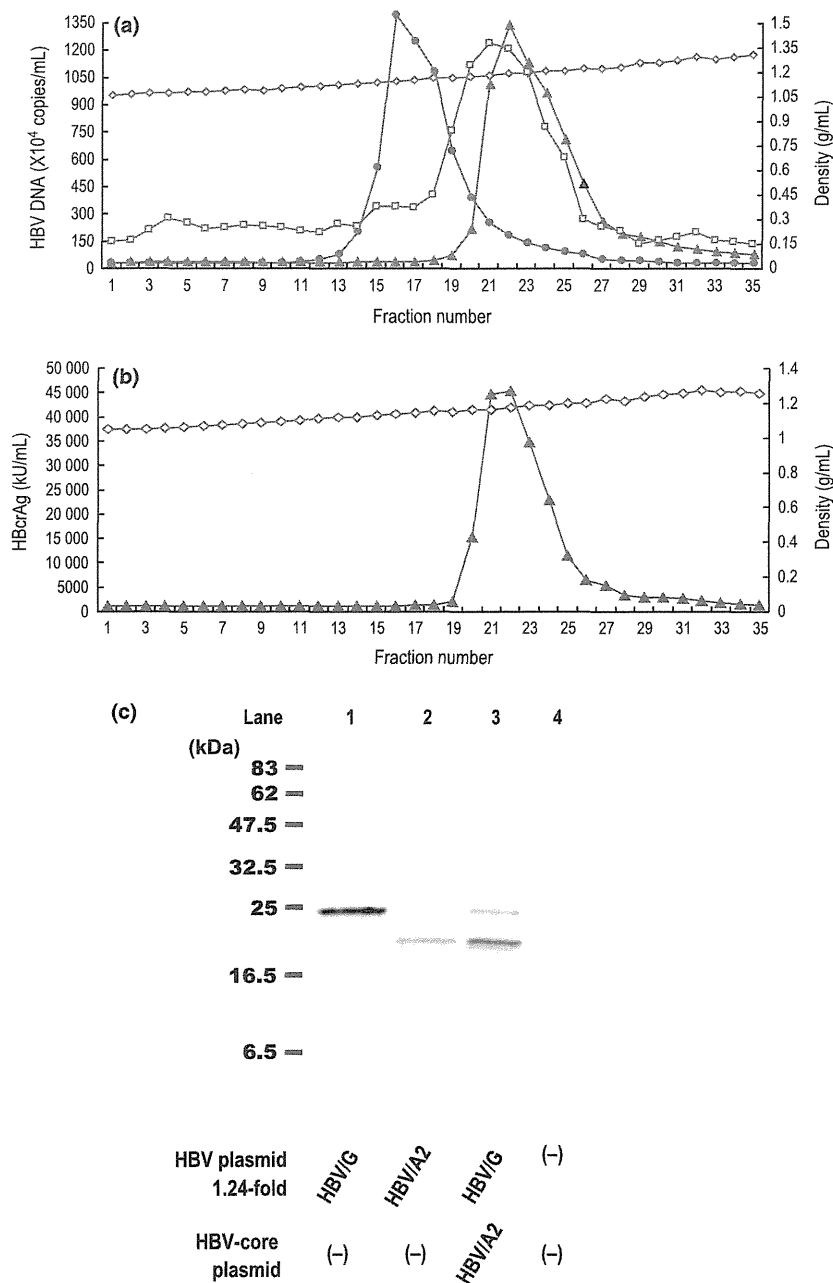 (a)
HBV DNA (X10⁴ copies/mL)
1350
1200
1050
900
750
600
450
300
150
0
1.5
1.35
1.2
1.05
0.9
0.75
0.6
0.45
0.3
0.15
0
Density (g/mL)
1 3 5 7 9 11 13 15 17 19 21 23 25 27 29 31 33 35
Fraction number
(b)
HBcrAg (kU/mL)
50 000
45 000
40 000
35 000
30 000
25 000
20 000
15 000
10 000
5000
0
1.4
1.2
1
0.8
0.6
0.4
0.2
0
Density (g/mL)
1 3 5 7 9 11 13 15 17 19 21 23 25 27 29 31 33 35
Fraction number
(c)
Lane 1 2 3 4
(kDa)
83
62
47.5
32.5
25
16.5
6.5
HBV plasmid
1.24-fold
HBV/G HBV/A2 HBV/G (–)
HBV-core
plasmid
(–) (–) HBV/A2 (–)